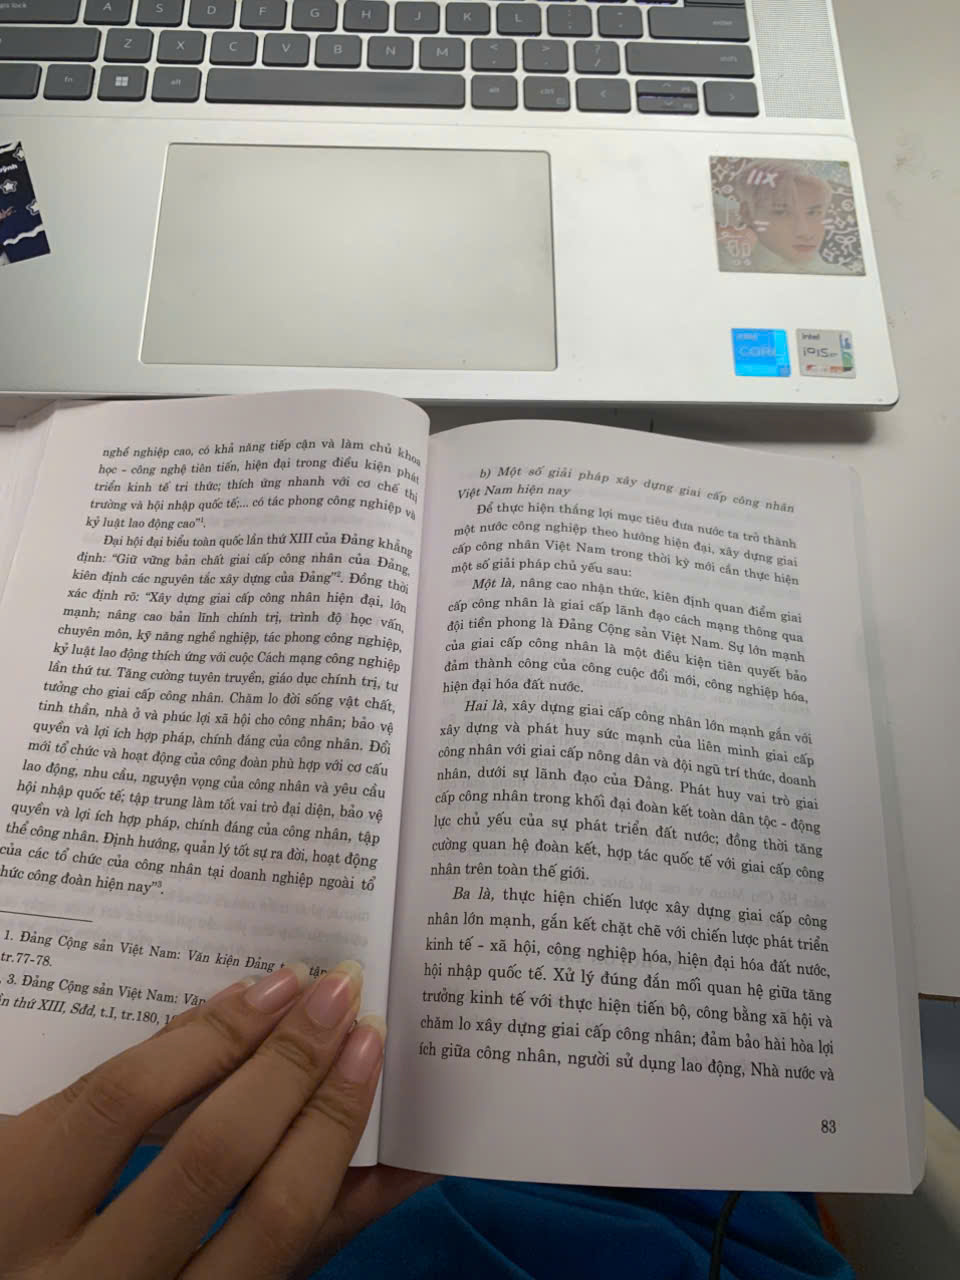 A S D F G H J K L : ; " ' enter
Z X C V B N M < , > . ? / shift
fn alt alt ctrl < >
IIX
intel
CORE
intel
nghề nghiệp cao, có khả năng tiếp cận và làm chủ khoa
học - công nghệ tiên tiến, hiện đại trong điều kiện phát
triển kinh tế tri thức; thích ứng nhanh với cơ chế thị
trường và hội nhập quốc tế;... có tác phong công nghiệp và
kỷ luật lao động cao”¹.
Đại hội đại biểu toàn quốc lần thứ XIII của Đảng khẳng
định: “Giữ vững bản chất giai cấp công nhân của Đảng,
kiên định các nguyên tắc xây dựng của Đảng”². Đồng thời
xác định rõ: “Xây dựng giai cấp công nhân hiện đại, lớn
mạnh; nâng cao bản lĩnh chính trị, trình độ học vấn,
chuyên môn, kỹ năng nghề nghiệp, tác phong công nghiệp,
kỷ luật lao động thích ứng với cuộc Cách mạng công nghiệp
lần thứ tư. Tăng cường tuyên truyền, giáo dục chính trị, tư
tưởng cho giai cấp công nhân. Chăm lo đời sống vật chất,
tinh thần, nhà ở và phúc lợi xã hội cho công nhân; bảo vệ
quyền và lợi ích hợp pháp, chính đáng của công nhân. Đổi
mới tổ chức và hoạt động của công đoàn phù hợp với cơ cấu
lao động, nhu cầu, nguyện vọng của công nhân và yêu cầu
hội nhập quốc tế; tập trung làm tốt vai trò đại diện, bảo vệ
quyền và lợi ích hợp pháp, chính đáng của công nhân, tập
thể công nhân. Định hướng, quản lý tốt sự ra đời, hoạt động
của các tổ chức của công nhân tại doanh nghiệp ngoài tổ
hức công đoàn hiện nay”³.
1. Đảng Cộng sản Việt Nam: Văn kiện Đảng
tr.77-78.
, 3. Đảng Cộng sản Việt Nam:
thứ XIII, Sđd, t.I, tr.180,
b) Một số giải pháp xây dựng giai cấp công nhân
Việt Nam hiện nay
Để thực hiện thắng lợi mục tiêu đưa nước ta trở thành
một nước công nghiệp theo hướng hiện đại, xây dựng giai
cấp công nhân Việt Nam trong thời kỳ mới cần thực hiện
một số giải pháp chủ yếu sau:
Một là, nâng cao nhận thức, kiên định quan điểm giai
cấp công nhân là giai cấp lãnh đạo cách mạng thông qua
đội tiền phong là Đảng Cộng sản Việt Nam. Sự lớn mạnh
của giai cấp công nhân là một điều kiện tiên quyết bảo
đảm thành công của công cuộc đổi mới, công nghiệp hóa,
hiện đại hóa đất nước.
Hai là, xây dựng giai cấp công nhân lớn mạnh gắn với
xây dựng và phát huy sức mạnh của liên minh giai cấp
công nhân với giai cấp nông dân và đội ngũ trí thức, doanh
nhân, dưới sự lãnh đạo của Đảng. Phát huy vai trò giai
cấp công nhân trong khối đại đoàn kết toàn dân tộc - động
lực chủ yếu của sự phát triển đất nước; đồng thời tăng
cường quan hệ đoàn kết, hợp tác quốc tế với giai cấp công
nhân trên toàn thế giới.
Ba là, thực hiện chiến lược xây dựng giai cấp công
nhân lớn mạnh, gắn kết chặt chẽ với chiến lược phát triển
kinh tế - xã hội, công nghiệp hóa, hiện đại hóa đất nước,
hội nhập quốc tế. Xử lý đúng đắn mối quan hệ giữa tăng
trưởng kinh tế với thực hiện tiến bộ, công bằng xã hội và
chăm lo xây dựng giai cấp công nhân; đảm bảo hài hòa lợi
ích giữa công nhân, người sử dụng lao động, Nhà nước và
83